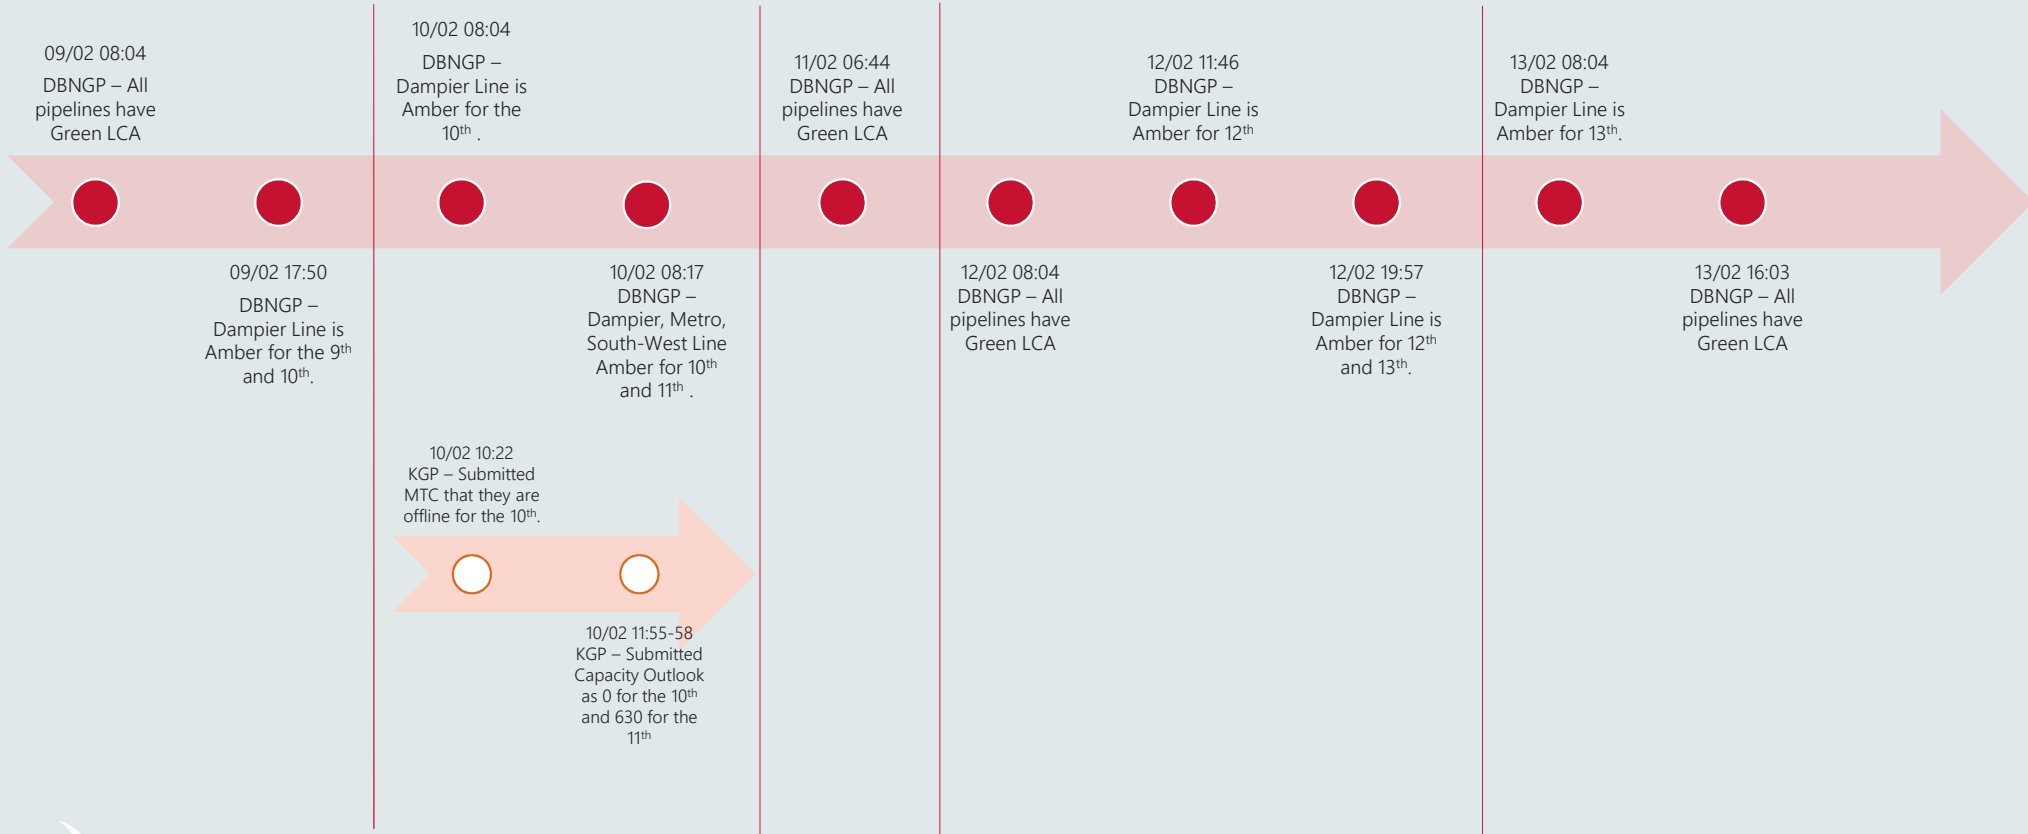 09/02 08:04
DBNGP – All
pipelines have
Green LCA
09/02 17:50
DBNGP –
Dampier Line is
Amber for the 9th
and 10th.
10/02 08:04
DBNGP –
Dampier Line is
Amber for the
10th .
10/02 08:17
DBNGP –
Dampier, Metro,
South-West Line
Amber for 10th
and 11th .
11/02 06:44
DBNGP – All
pipelines have
Green LCA
12/02 08:04
DBNGP – All
pipelines have
Green LCA
12/02 11:46
DBNGP –
Dampier Line is
Amber for 12th
12/02 19:57
DBNGP –
Dampier Line is
Amber for 12th
and 13th.
13/02 08:04
DBNGP –
Dampier Line is
Amber for 13th.
13/02 16:03
DBNGP – All
pipelines have
Green LCA
10/02 10:22
KGP – Submitted
MTC that they are
offline for the 10th.
10/02 11:55-58
KGP – Submitted
Capacity Outlook
as 0 for the 10th
and 630 for the
11th